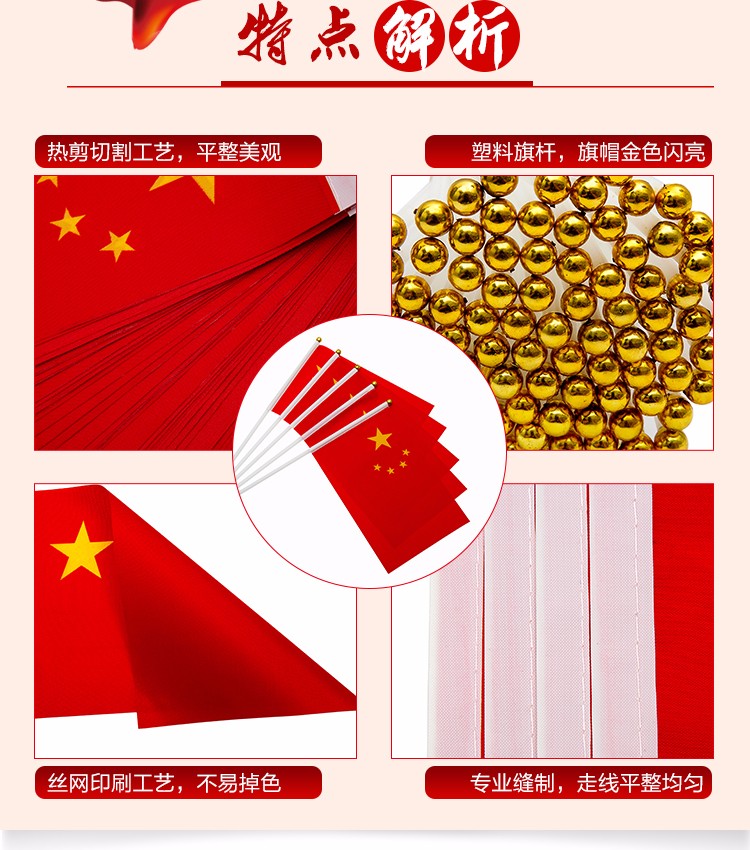 特点解析
热剪切割工艺，平整美观
塑料旗杆，旗帽金色闪亮
丝网印刷工艺，不易掉色
专业缝制，走线平整均匀